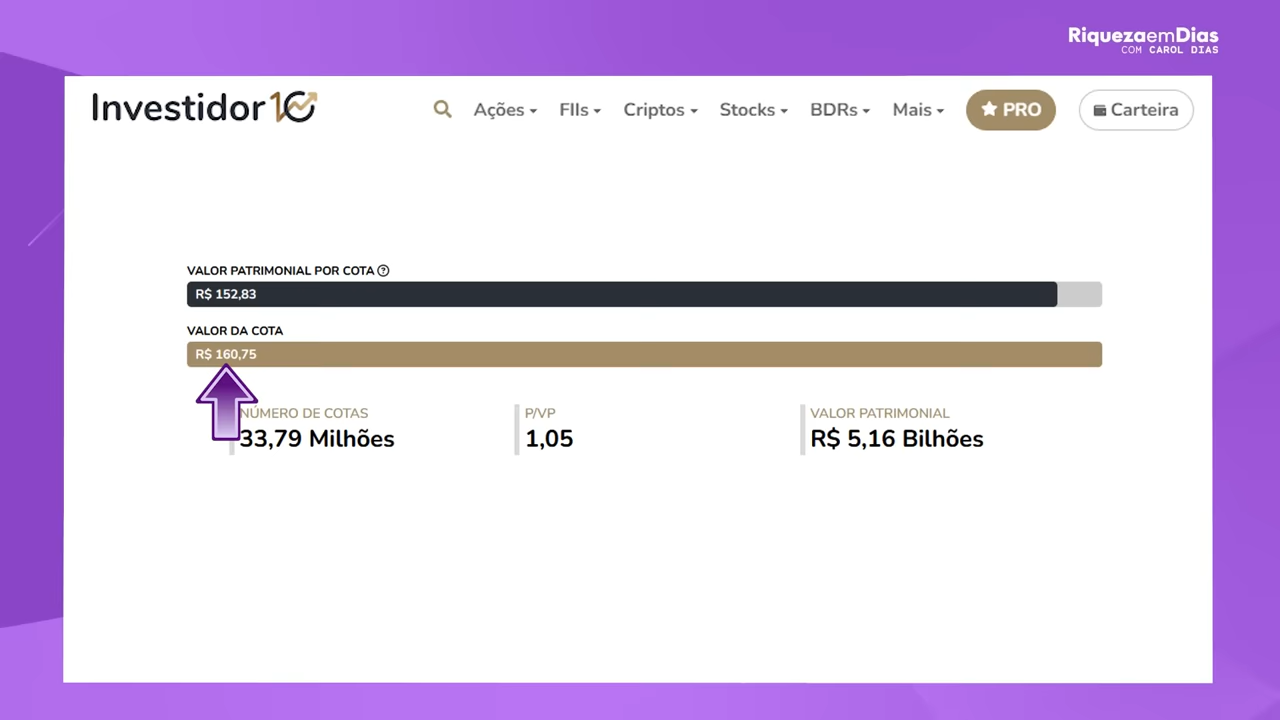 RiquezaemDias
COM CAROL DIAS
Investidor10
Ações
FIIs
Criptos
Stocks
BDRs
Mais
PRO
Carteira
VALOR PATRIMONIAL POR COTA
R$ 152,83
VALOR DA COTA
R$ 160,75
NÚMERO DE COTAS
33,79 Milhões
P/VP
1,05
VALOR PATRIMONIAL
R$ 5,16 Bilhões